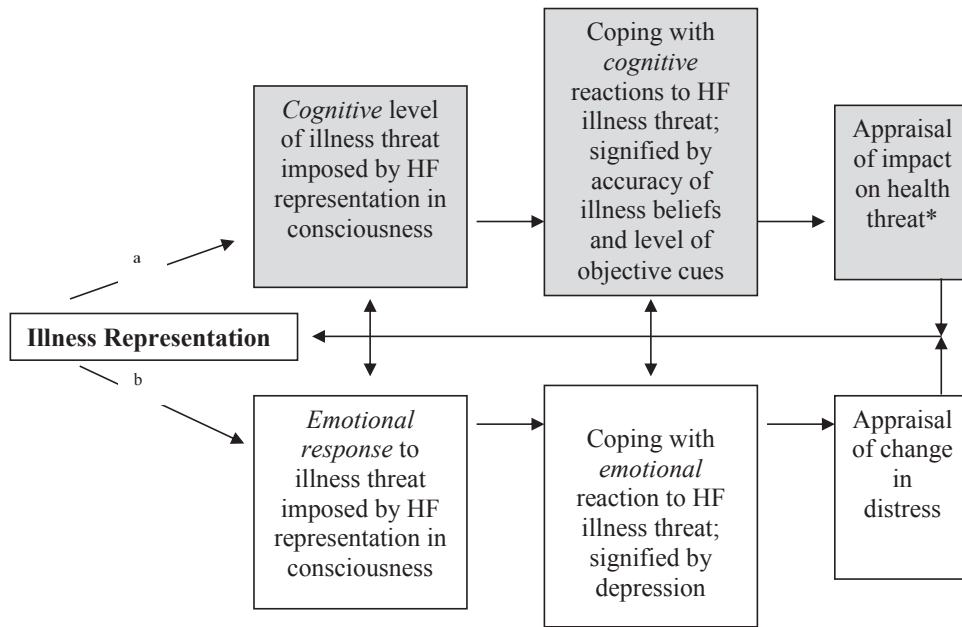 Cognitive level
of illness threat
imposed by HF
representation in
consciousness
Coping with
cognitive
reactions to HF
illness threat;
signified by
accuracy of
illness beliefs
and level of
objective cues
Appraisal
of impact
on health
threat*
a
Illness Representation
b
Emotional
response to
illness threat
imposed by HF
representation in
consciousness
Coping with
emotional
reaction to HF
illness threat;
signified by
depression
Appraisal
of change
in
distress